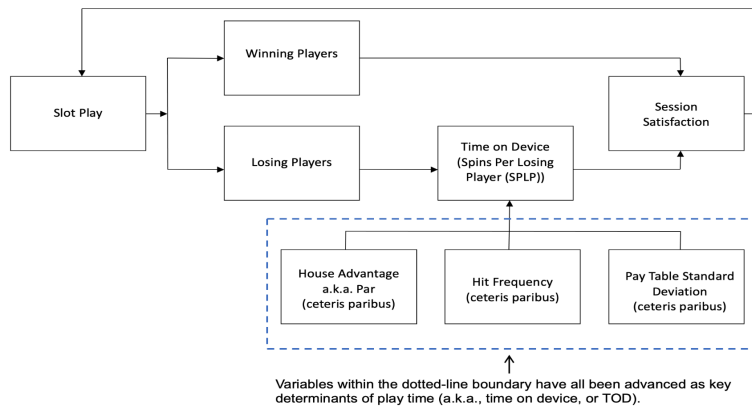 Winning Players
Slot Play
Session
Satisfaction
Losing Players
Time on Device
(Spins Per Losing
Player (SPLP))
House Advantage
a.k.a. Par
(ceteris paribus)
Hit Frequency
(ceteris paribus)
Pay Table Standard
Deviation
(ceteris paribus)
Variables within the dotted-line boundary have all been advanced as key
determinants of play time (a.k.a., time on device, or TOD).